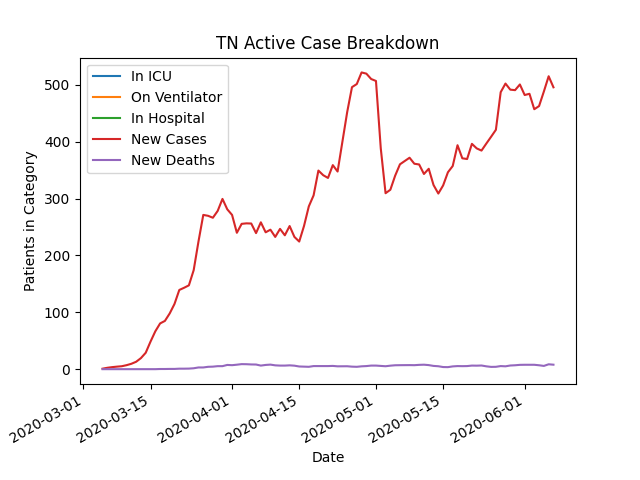 TN Active Case Breakdown
In ICU
On Ventilator
In Hospital
New Cases
New Deaths
Patients in Category
500
400
300
200
100
0
2020-03-01
2020-03-15
2020-04-01
2020-04-15
2020-05-01
2020-05-15
2020-06-01
Date